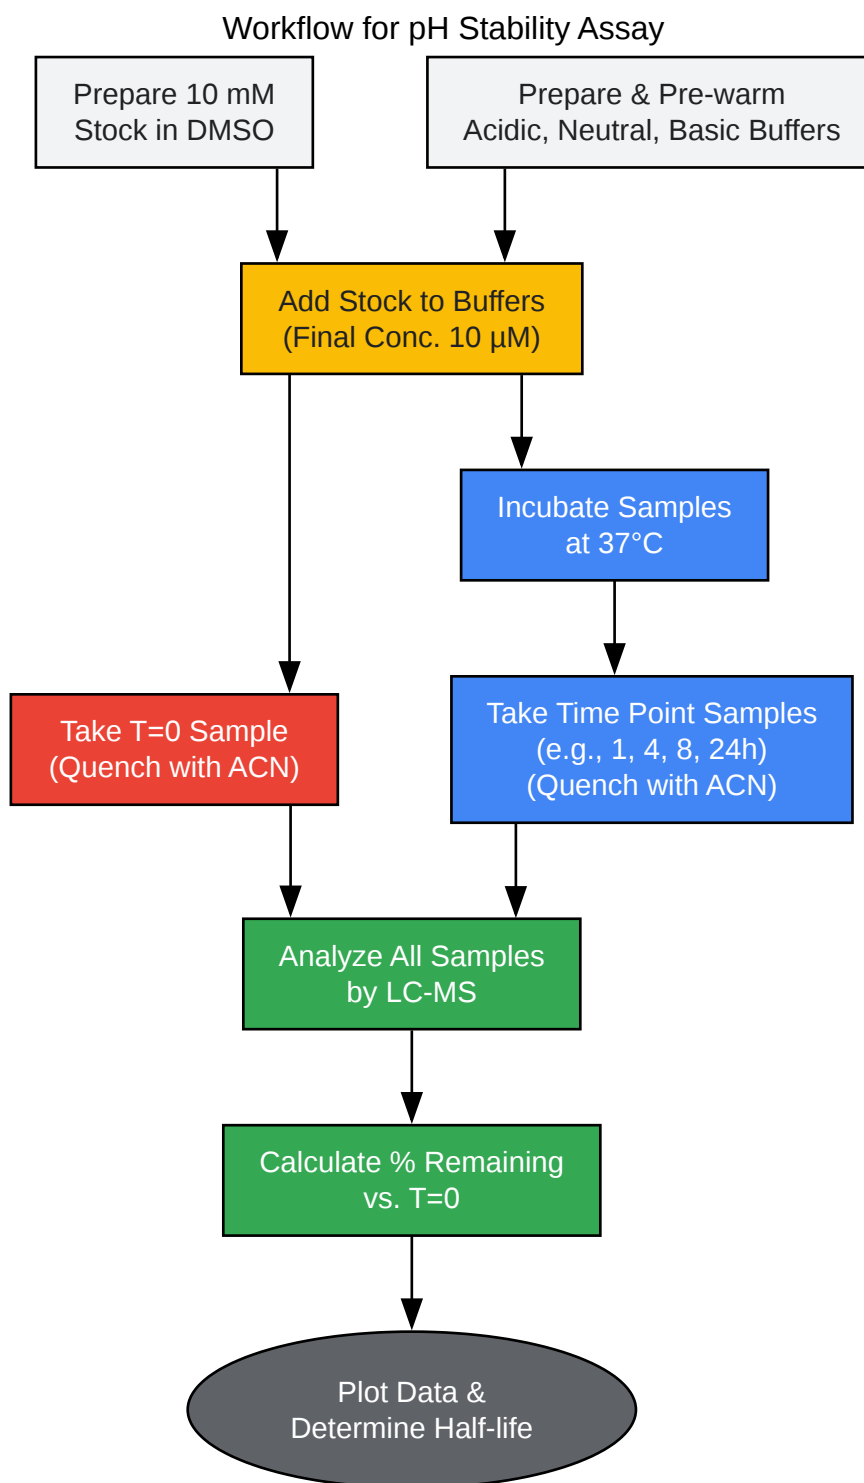 Workflow for pH Stability Assay
Prepare 10 mM
Stock in DMSO
Prepare & Pre-warm
Acidic, Neutral, Basic Buffers
Add Stock to Buffers
(Final Conc. 10 µM)
Incubate Samples
at 37°C
Take T=0 Sample
(Quench with ACN)
Take Time Point Samples
(e.g., 1, 4, 8, 24h)
(Quench with ACN)
Analyze All Samples
by LC-MS
Calculate % Remaining
vs. T=0
Plot Data &
Determine Half-life